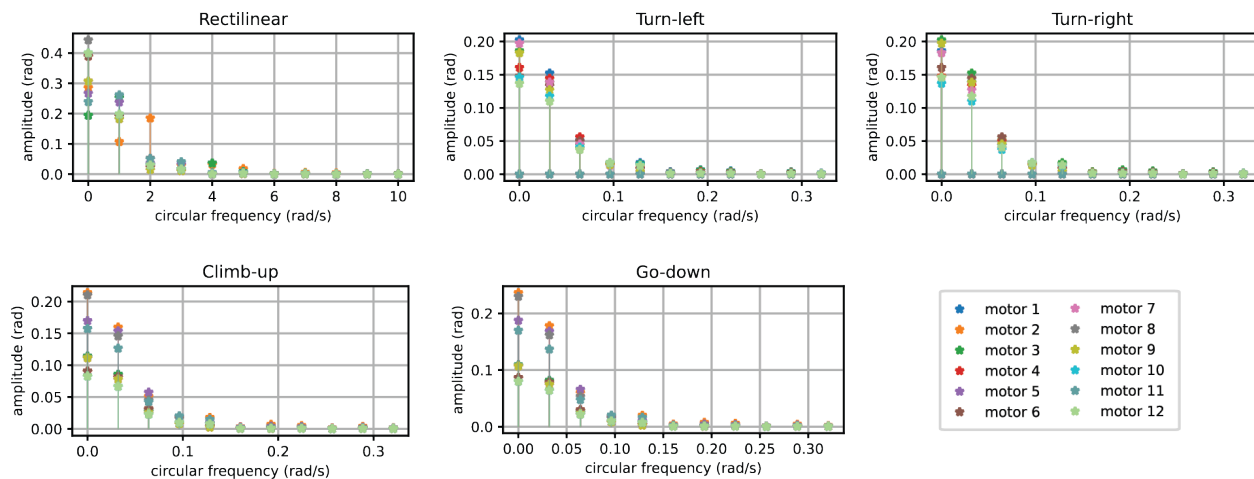 Rectilinear
amplitude (rad)
0.4
0.3
0.2
0.1
0.0
0 2 4 6 8 10
circular frequency (rad/s)
Turn-left
amplitude (rad)
0.20
0.15
0.10
0.05
0.00
0.0 0.1 0.2 0.3
circular frequency (rad/s)
Turn-right
amplitude (rad)
0.20
0.15
0.10
0.05
0.00
0.0 0.1 0.2 0.3
circular frequency (rad/s)
Climb-up
amplitude (rad)
0.20
0.15
0.10
0.05
0.00
0.0 0.1 0.2 0.3
circular frequency (rad/s)
Go-down
amplitude (rad)
0.2
0.1
0.0
0.00 0.05 0.10 0.15 0.20 0.25 0.30
circular frequency (rad/s)
motor 1
motor 2
motor 3
motor 4
motor 5
motor 6
motor 7
motor 8
motor 9
motor 10
motor 11
motor 12